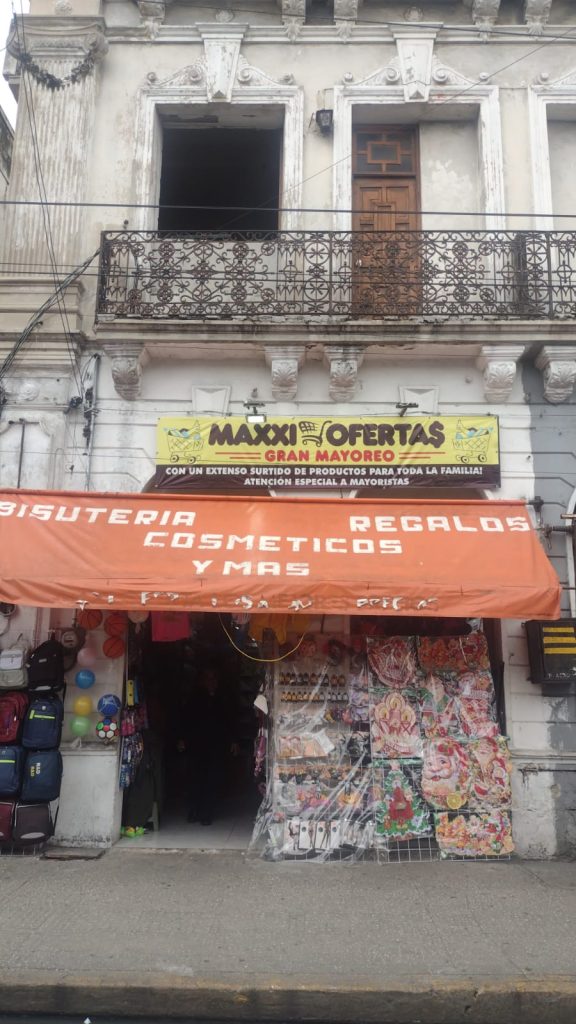 MAXXI OFERTA$
GRAN MAYOREO
CON UN EXTENSO SURTIDO DE PRODUCTOS PARA TODA LA FAMILIA!
ATENCIÓN ESPECIAL A MAYORISTAS
BISUTERIA REGALOS
COSMETICOS
Y MAS